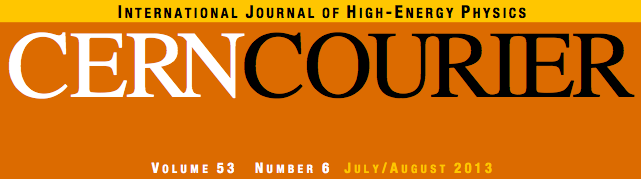 INTERNATIONAL JOURNAL OF HIGH-ENERGY PHYSICS
CERNCOURIER
VOLUME 53 NUMBER 6 JULY/AUGUST 2013